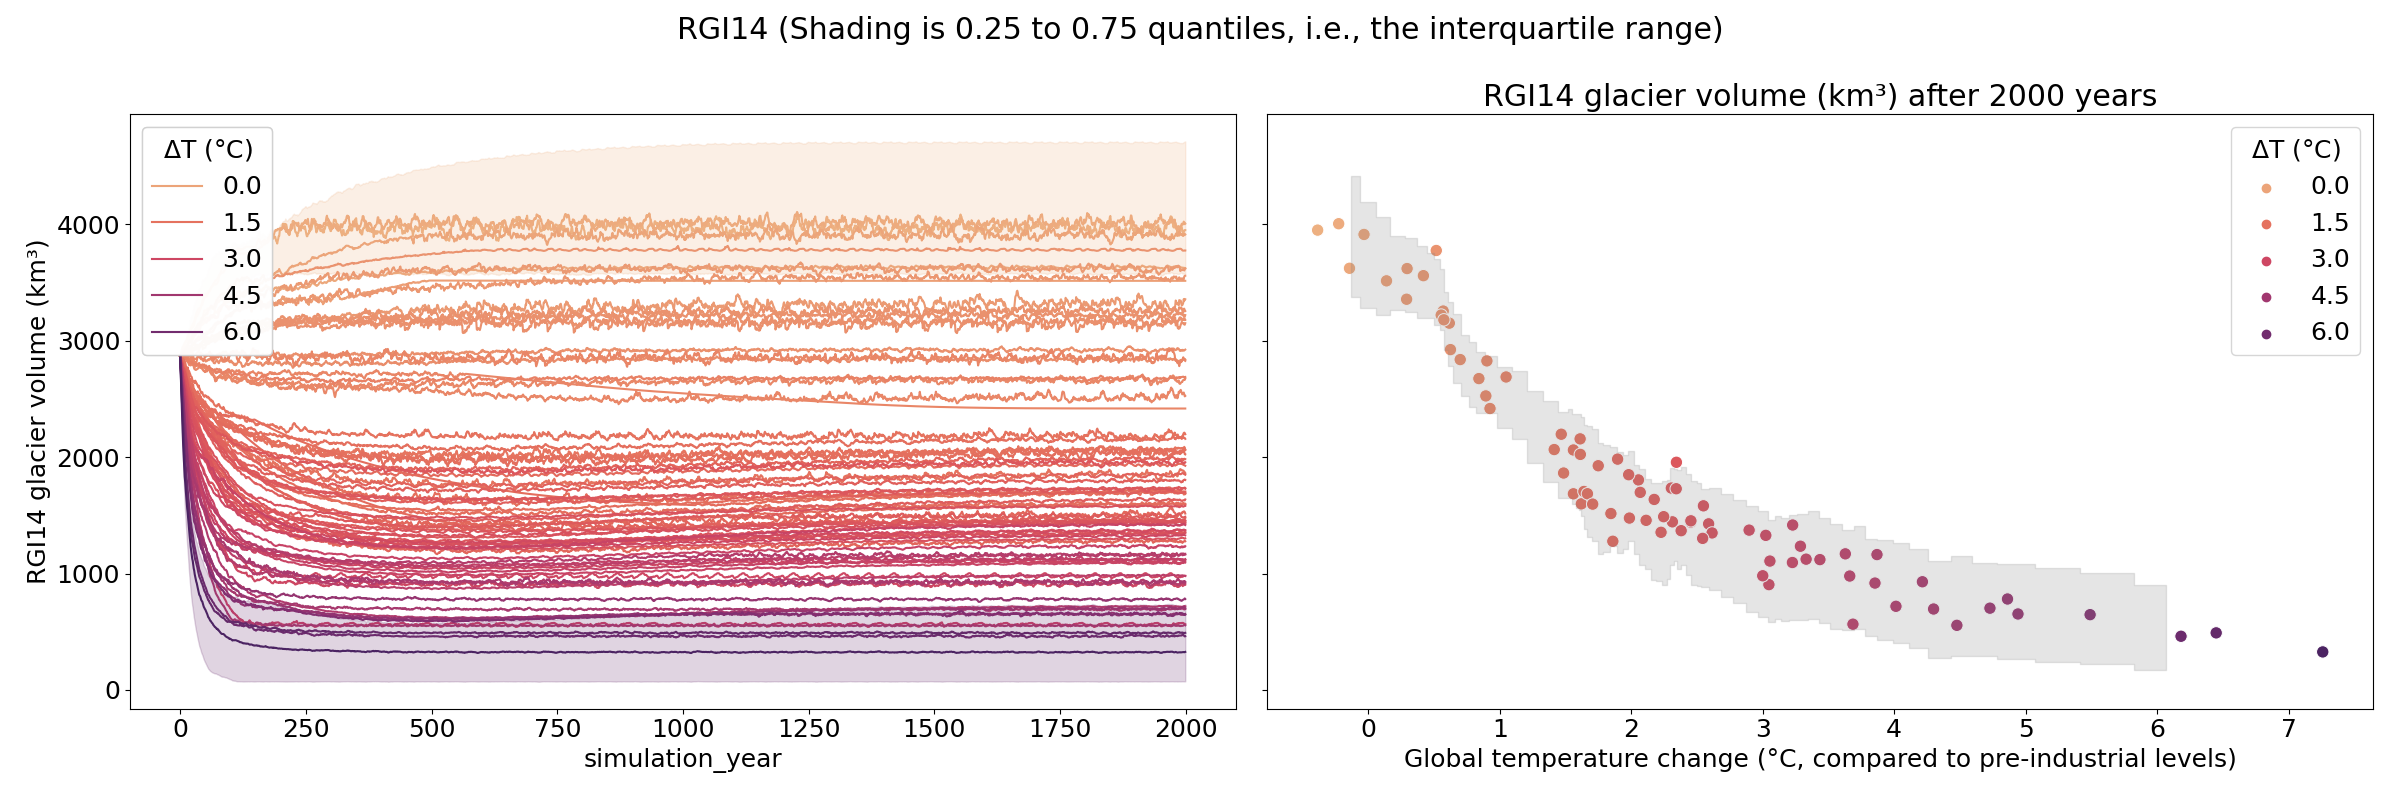 RGI14 (Shading is 0.25 to 0.75 quantiles, i.e., the interquartile range)
RGI14 glacier volume (km³)
ΔT (°C)
0.0
1.5
3.0
4.5
6.0
4000
3000
2000
1000
0
0 250 500 750 1000 1250 1500 1750 2000
simulation_year
RGI14 glacier volume (km³) after 2000 years
ΔT (°C)
0.0
1.5
3.0
4.5
6.0
0 1 2 3 4 5 6 7
Global temperature change (°C, compared to pre-industrial levels)